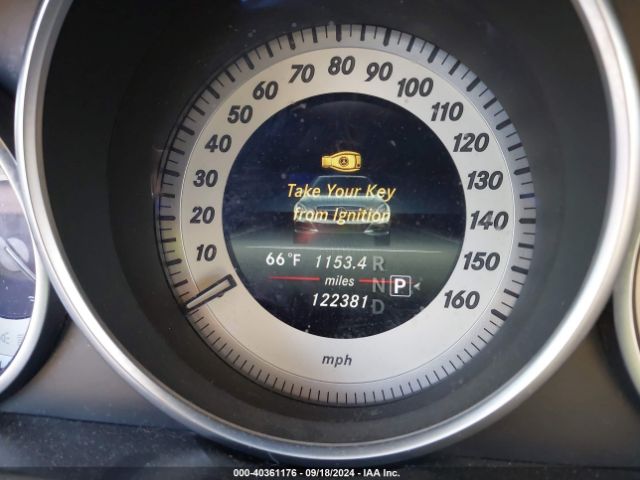 10 20 30 40 50 60 70 80 90 100 110 120 130 140 150 160
Take Your Key
from Ignition
66°F 1153.4 R
miles N P
122381 D
mph
000-40361176 - 09/18/2024 - IAA Inc.